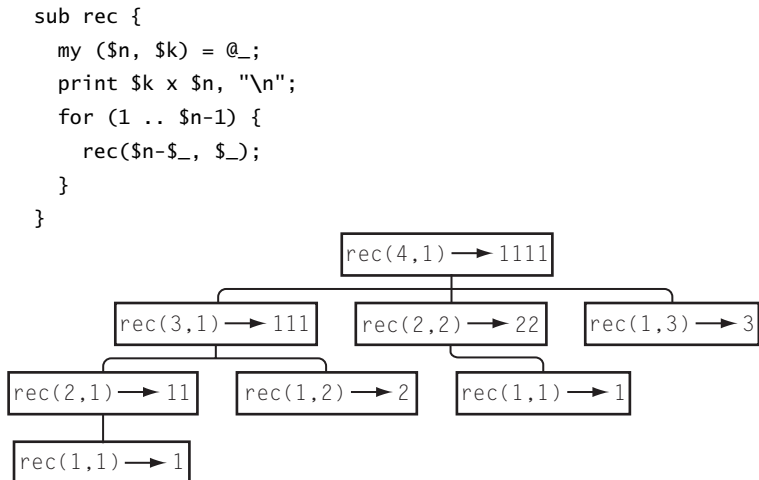 sub rec {
my ($n, $k) = @_;
print $k x $n, "\n";
for (1 .. $n-1) {
rec($n-$_, $_);
}
}
rec(4,1) → 1111
rec(3,1) → 111
rec(2,2) → 22
rec(1,3) → 3
rec(2,1) → 11
rec(1,2) → 2
rec(1,1) → 1
rec(1,1) → 1